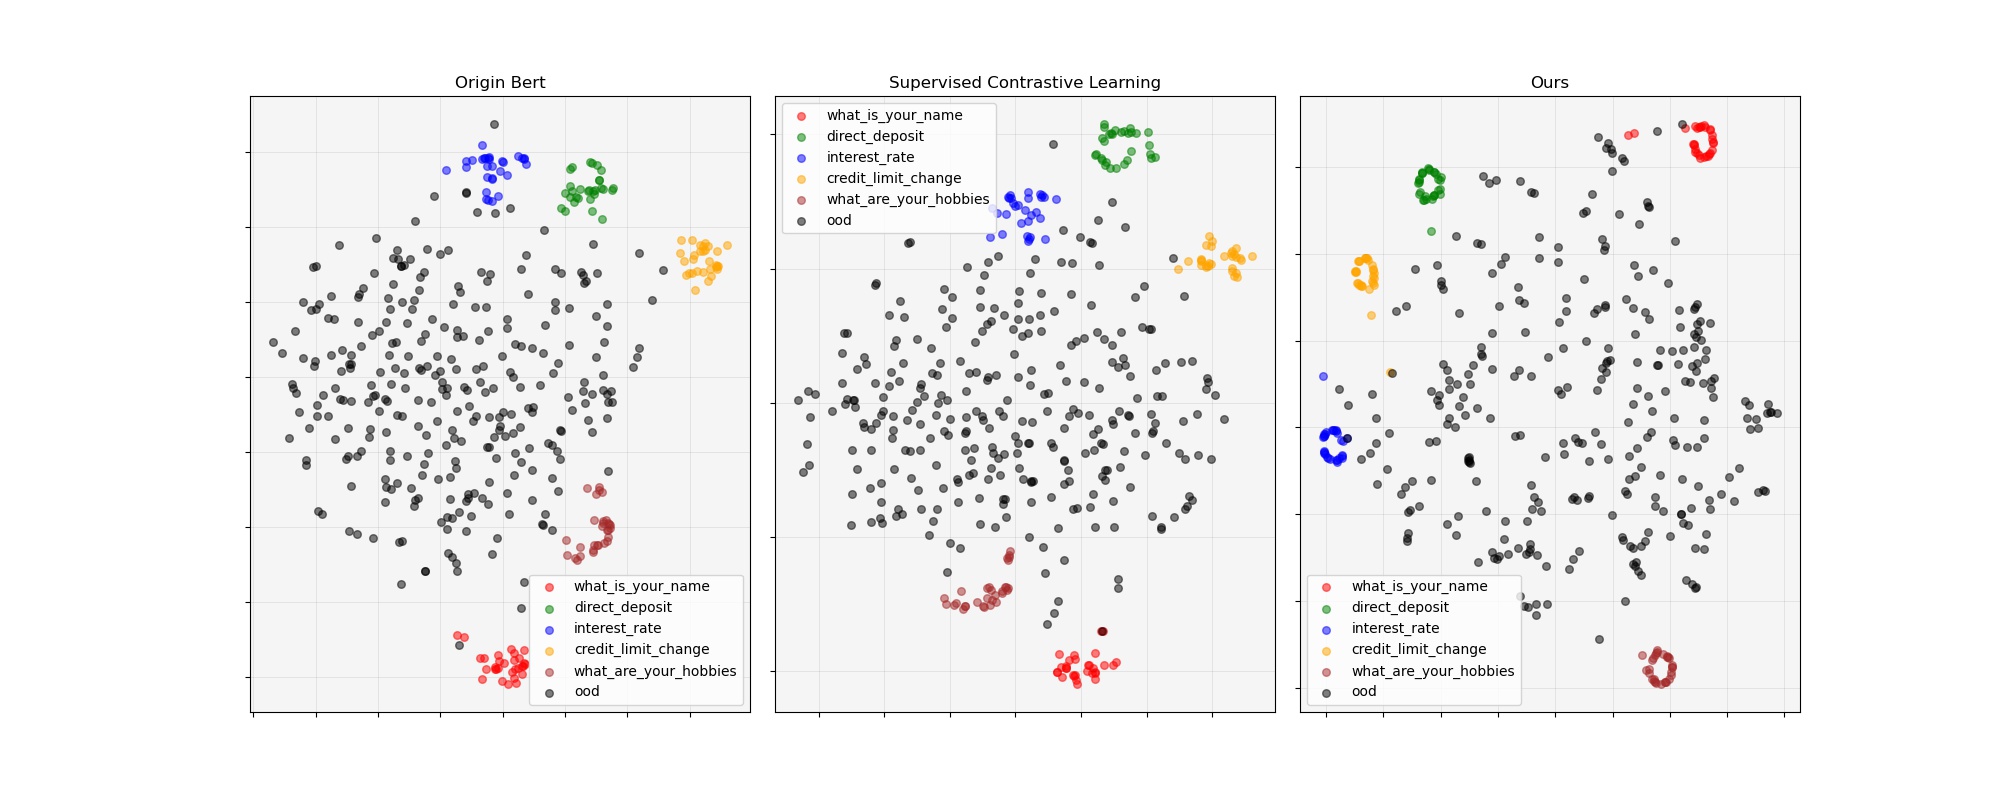 Origin Bert
what_is_your_name
direct_deposit
interest_rate
credit_limit_change
what_are_your_hobbies
ood
Supervised Contrastive Learning
what_is_your_name
direct_deposit
interest_rate
credit_limit_change
what_are_your_hobbies
ood
Ours
what_is_your_name
direct_deposit
interest_rate
credit_limit_change
what_are_your_hobbies
ood